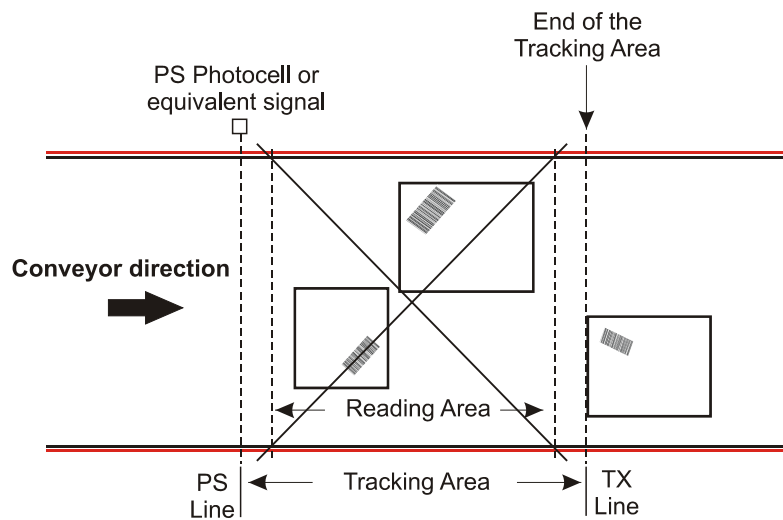 End of the
Tracking Area
PS Photocell or
equivalent signal
Conveyor direction
Reading Area
PS
Line
Tracking Area
TX
Line